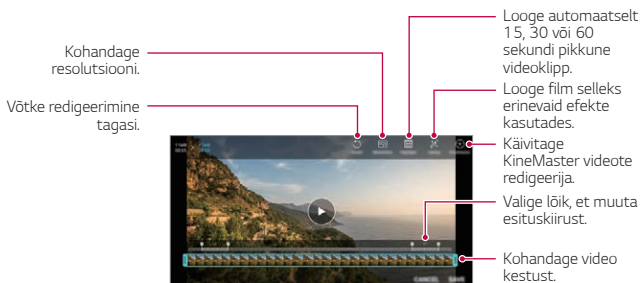 Kohandage
resolutsiooni.
Võtke redigeerimine
tagasi.
Looge automaatselt
15, 30 või 60
sekundi pikkune
videoklipp.
Looge film selleks
erinevaid efekte
kasutades.
Käivitage
KineMaster videote
redigeerija.
Valige lõik, et muuta
esituskiirust.
Kohandage video
kestust.
CANCEL SAVE